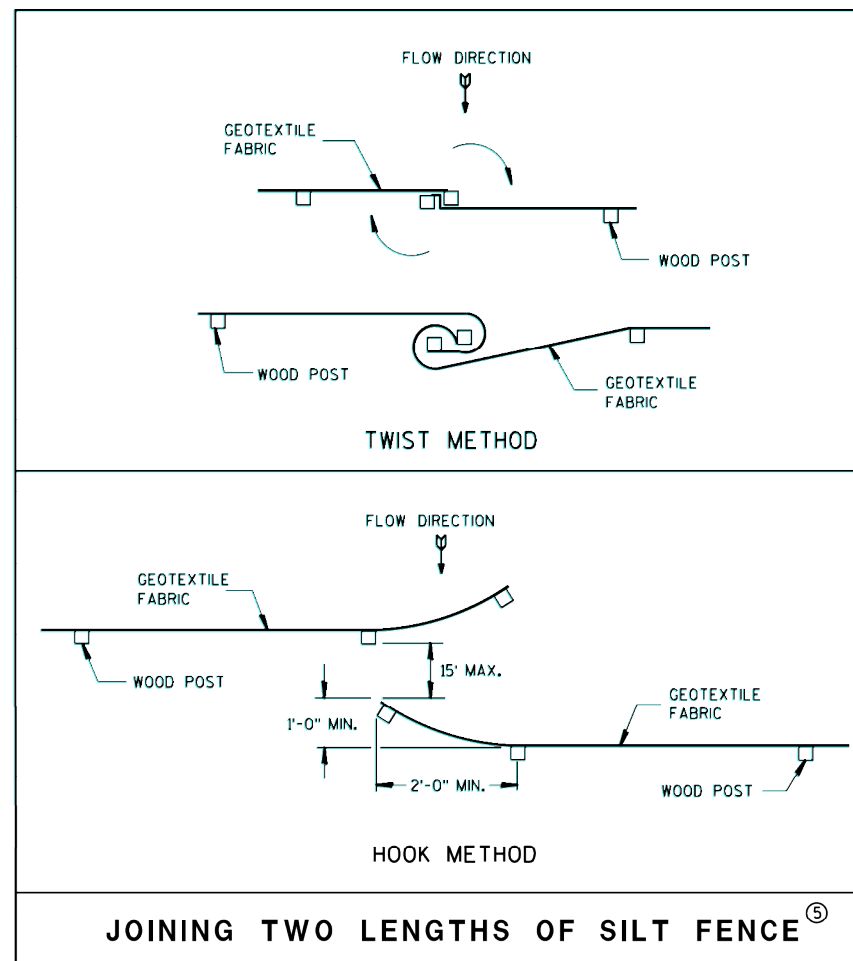 FLOW DIRECTION
GEOTEXTILE
FABRIC
WOOD POST
WOOD POST
GEOTEXTILE
FABRIC
TWIST METHOD
FLOW DIRECTION
GEOTEXTILE
FABRIC
WOOD POST
15' MAX.
1'-0" MIN.
GEOTEXTILE
FABRIC
2'-0" MIN.
WOOD POST
HOOK METHOD
JOINING TWO LENGTHS OF SILT FENCE ⑤